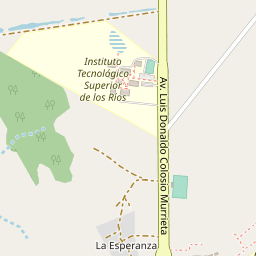 Instituto
Tecnológico
Superior
de los Ríos
Av. Luis Donaldo Colosio Murrieta
La Esperanza